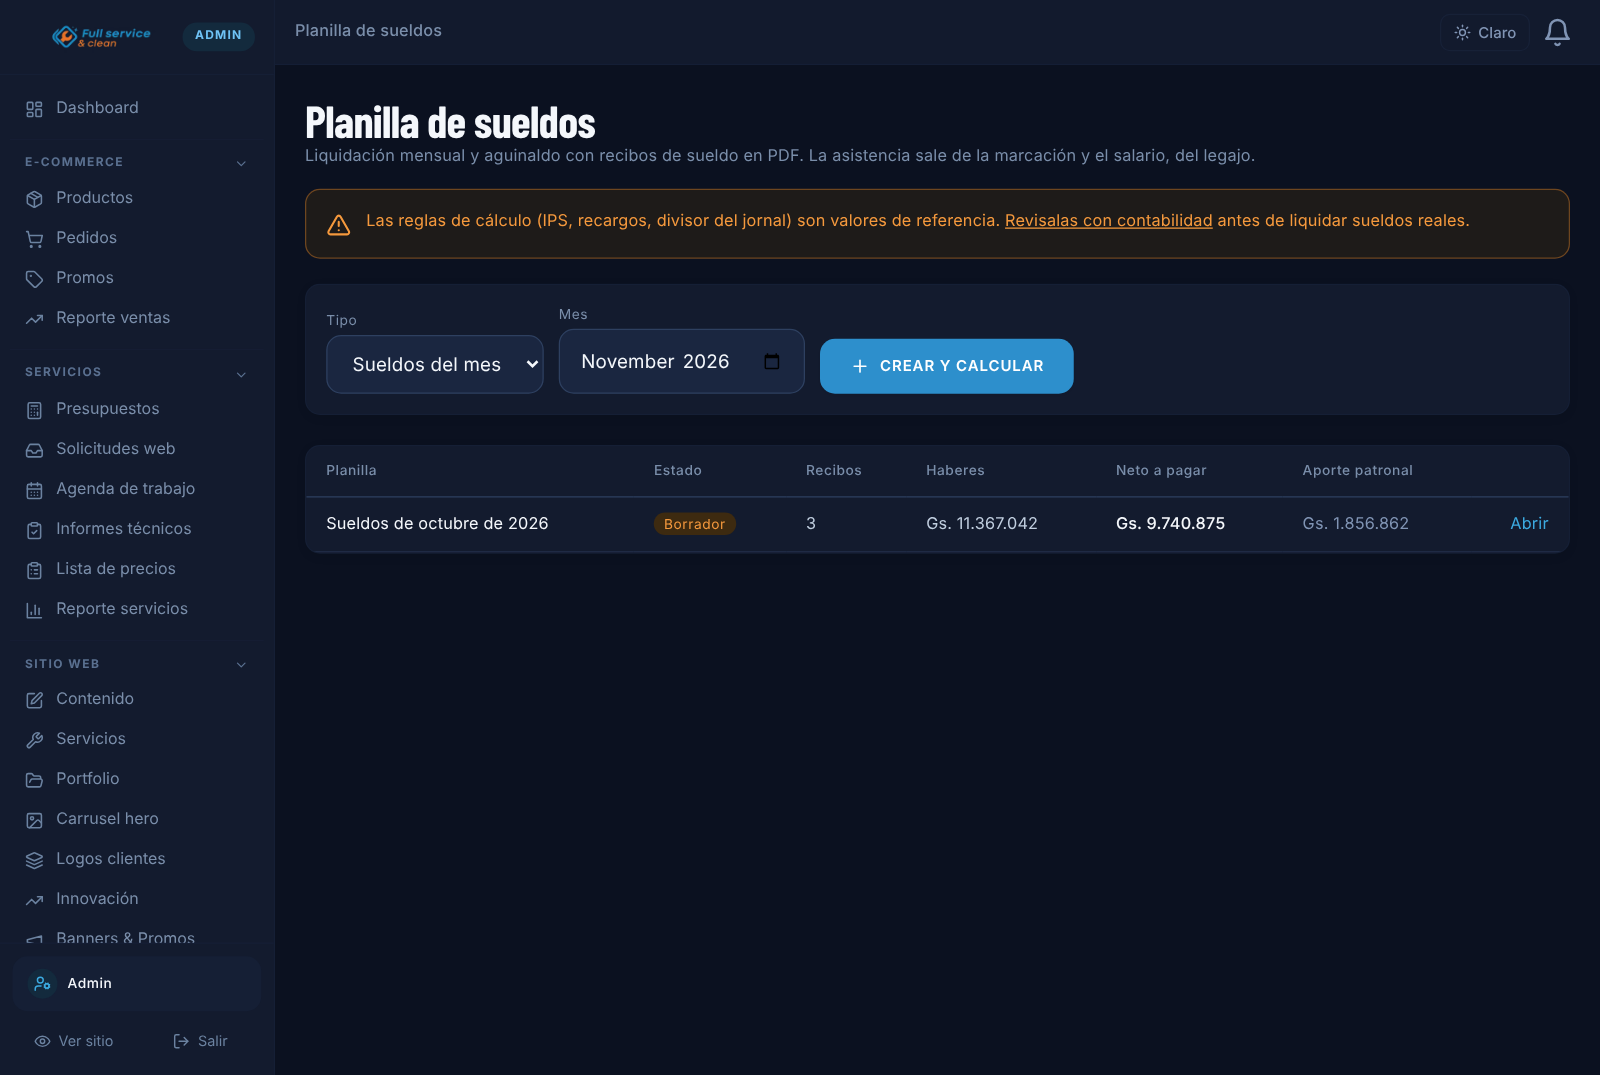 Full service
& clean
ADMIN
Planilla de sueldos
Claro
Dashboard
E-COMMERCE
Productos
Pedidos
Promos
Reporte ventas
SERVICIOS
Presupuestos
Solicitudes web
Agenda de trabajo
Informes técnicos
Lista de precios
Reporte servicios
SITIO WEB
Contenido
Servicios
Portfolio
Carrusel hero
Logos clientes
Innovación
Banners & Promos
Admin
Ver sitio
Salir
Planilla de sueldos
Liquidación mensual y aguinaldo con recibos de sueldo en PDF. La asistencia sale de la marcación y el salario, del legajo.
Las reglas de cálculo (IPS, recargos, divisor del jornal) son valores de referencia. Revisalas con contabilidad antes de liquidar sueldos reales.
Tipo
Mes
Sueldos del mes
November 2026
CREAR Y CALCULAR
Planilla Estado Recibos Haberes Neto a pagar Aporte patronal
Sueldos de octubre de 2026 Borrador 3 Gs. 11.367.042 Gs. 9.740.875 Gs. 1.856.862 Abrir